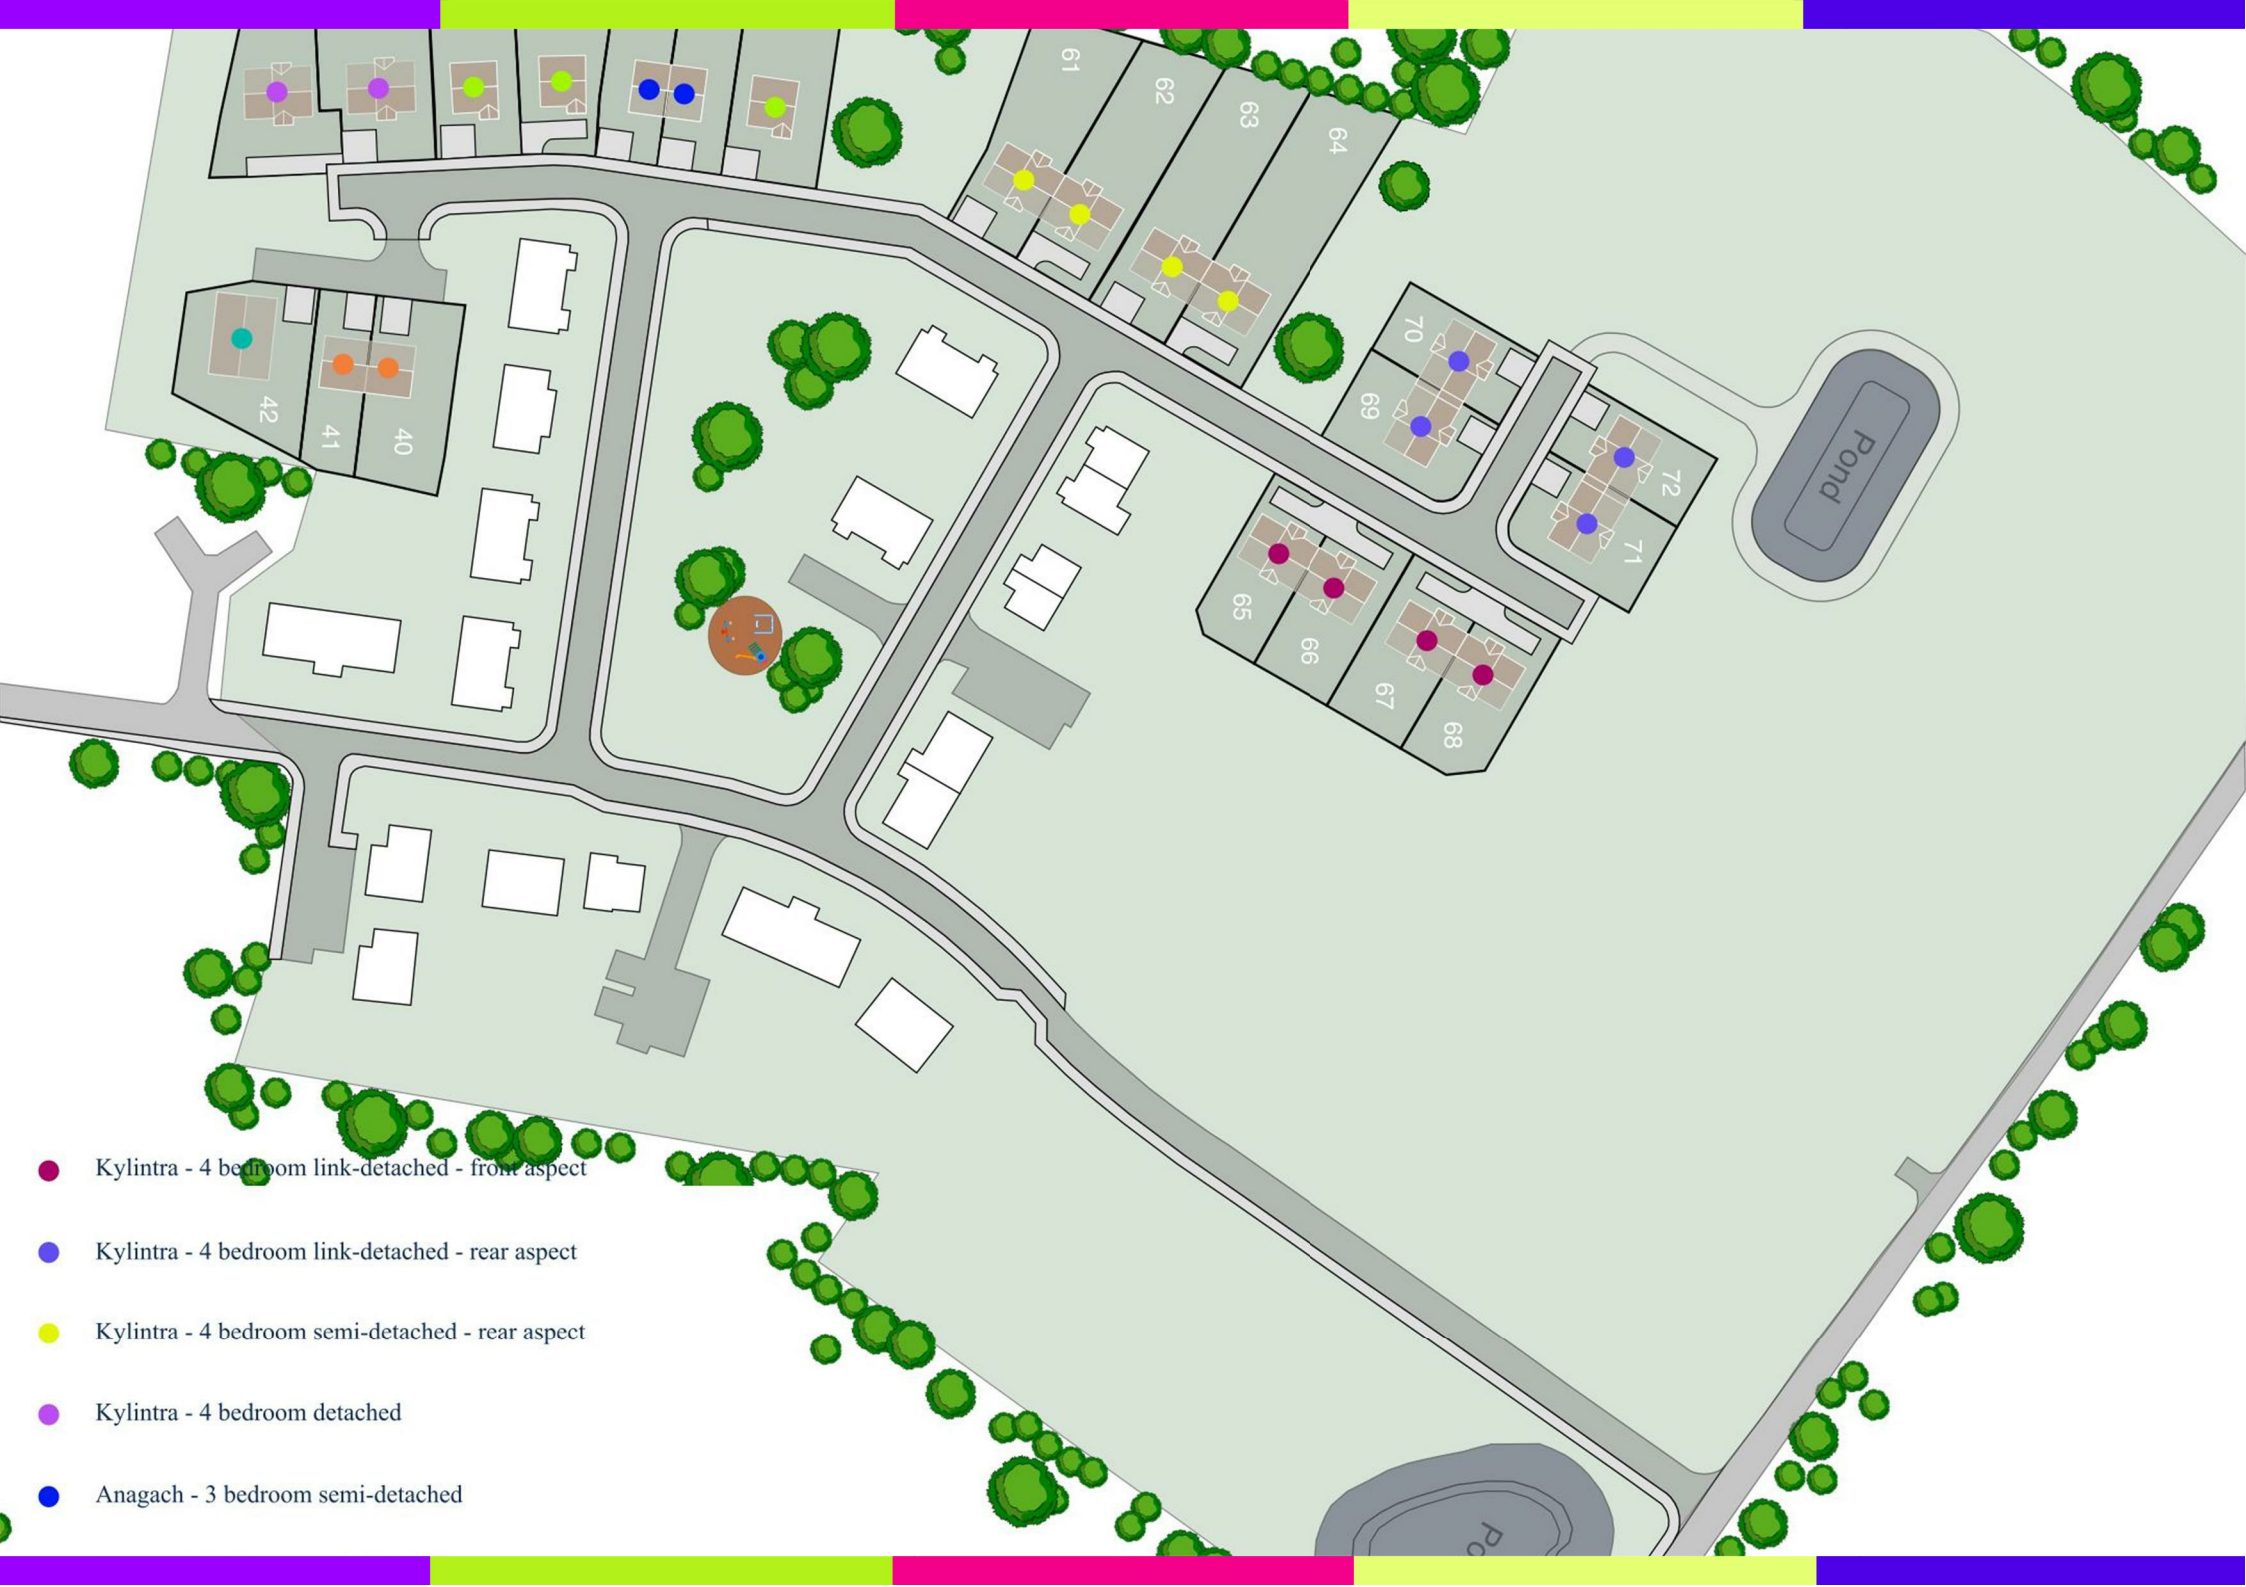 61
62
63
64
70
69
42
41
40
72
71
Pond
65
66
67
68
Kylintra - 4 bedroom link-detached - front aspect
Kylintra - 4 bedroom link-detached - rear aspect
Kylintra - 4 bedroom semi-detached - rear aspect
Kylintra - 4 bedroom detached
Anagach - 3 bedroom semi-detached
Po